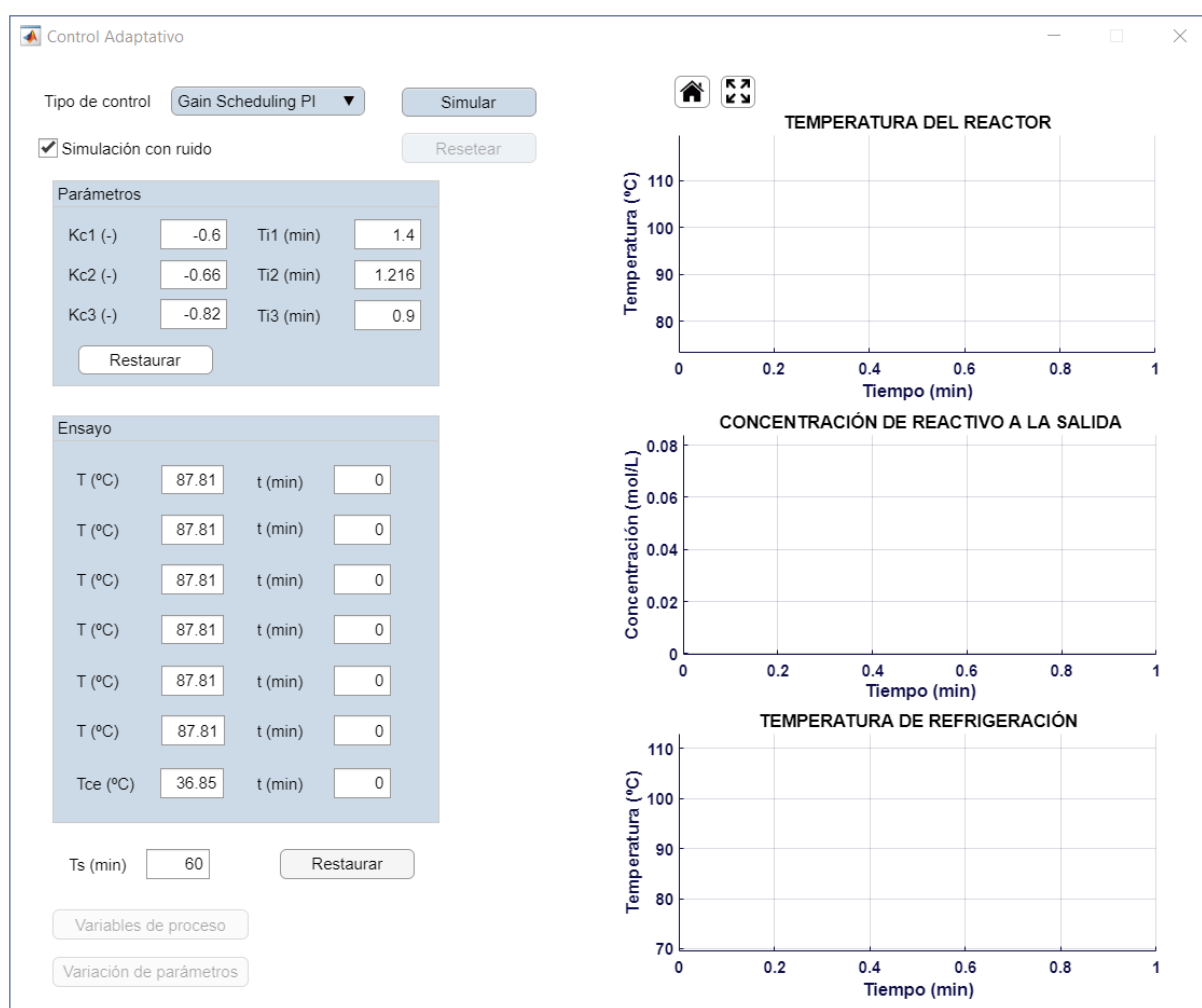 Control Adaptativo
Tipo de control Gain Scheduling PI Simular
Simulación con ruido Resetear
Parámetros
Kc1 (-) -0.6 Ti1 (min) 1.4
Kc2 (-) -0.66 Ti2 (min) 1.216
Kc3 (-) -0.82 Ti3 (min) 0.9
Restaurar
Ensayo
T (ºC) 87.81 t (min) 0
T (ºC) 87.81 t (min) 0
T (ºC) 87.81 t (min) 0
T (ºC) 87.81 t (min) 0
T (ºC) 87.81 t (min) 0
T (ºC) 87.81 t (min) 0
Tce (ºC) 36.85 t (min) 0
Ts (min) 60 Restaurar
Variables de proceso
Variación de parámetros
TEMPERATURA DEL REACTOR
Temperatura (ºC)
110
100
90
80
0 0.2 0.4 0.6 0.8 1
Tiempo (min)
CONCENTRACIÓN DE REACTIVO A LA SALIDA
Concentración (mol/L)
0.08
0.06
0.04
0.02
0
0 0.2 0.4 0.6 0.8 1
Tiempo (min)
TEMPERATURA DE REFRIGERACIÓN
Temperatura (ºC)
110
100
90
80
70
0 0.2 0.4 0.6 0.8 1
Tiempo (min)